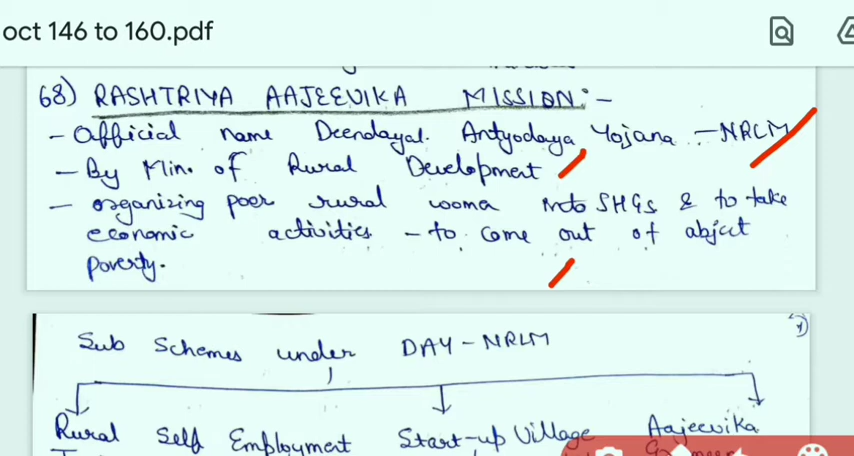 oct 146 to 160.pdf
68) RASHTRIYA AAJEEVIKA MISSION:-
- Official name Deendayal. Antyodaya Yojana - NRLM
- By Min. of Rural Development
- organizing poor rural woman into SHGs & to take
economic activities - to come out of abject
poverty.
Sub Schemes under DAY - NRLM
Rural Self Employment Start-up Village Aajeevika